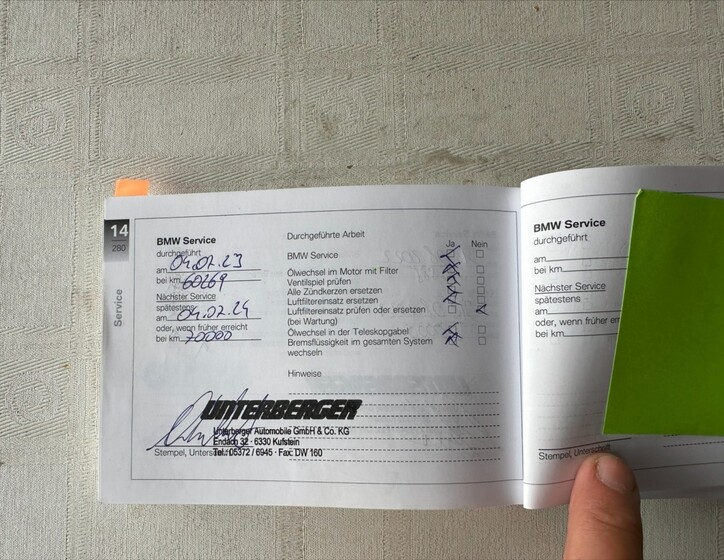 14
280
Service
BMW Service
durchgeführt
am 04.07.23
bei km 60269
Nächster Service
spätestens
am 04.07.24
oder, wenn früher erreicht
bei km 70000
Durchgeführte Arbeit
Ja Nein
BMW Service
Ölwechsel im Motor mit Filter
Ventilspiel prüfen
Alle Zündkerzen ersetzen
Luftfiltereinsatz ersetzen
Luftfiltereinsatz prüfen oder ersetzen
(bei Wartung)
Ölwechsel in der Teleskopgabel
Bremsflüssigkeit im gesamten System
wechseln
Hinweise
UNTERBERGER
Unterberger Automobile GmbH & Co. KG
Endach 32 · 6330 Kufstein
Tel.: 05372 / 6945 · Fax: DW 160
Stempel,
BMW Service
durchgeführt
am
bei km
Nächster Service
spätestens
am
oder, wenn früher
bei km
Stempel, Unterschrift